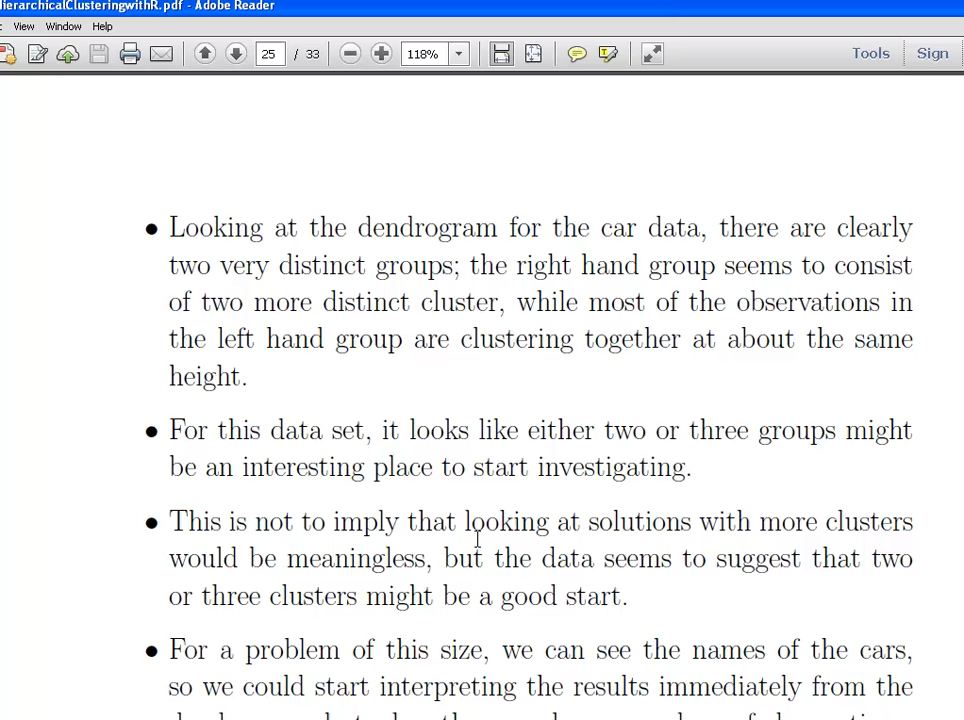 ierarchicalClusteringwithR.pdf - Adobe Reader
View Window Help
25 / 33 118% Tools Sign
• Looking at the dendrogram for the car data, there are clearly
two very distinct groups; the right hand group seems to consist
of two more distinct cluster, while most of the observations in
the left hand group are clustering together at about the same
height.
• For this data set, it looks like either two or three groups might
be an interesting place to start investigating.
• This is not to imply that looking at solutions with more clusters
would be meaningless, but the data seems to suggest that two
or three clusters might be a good start.
• For a problem of this size, we can see the names of the cars,
so we could start interpreting the results immediately from the